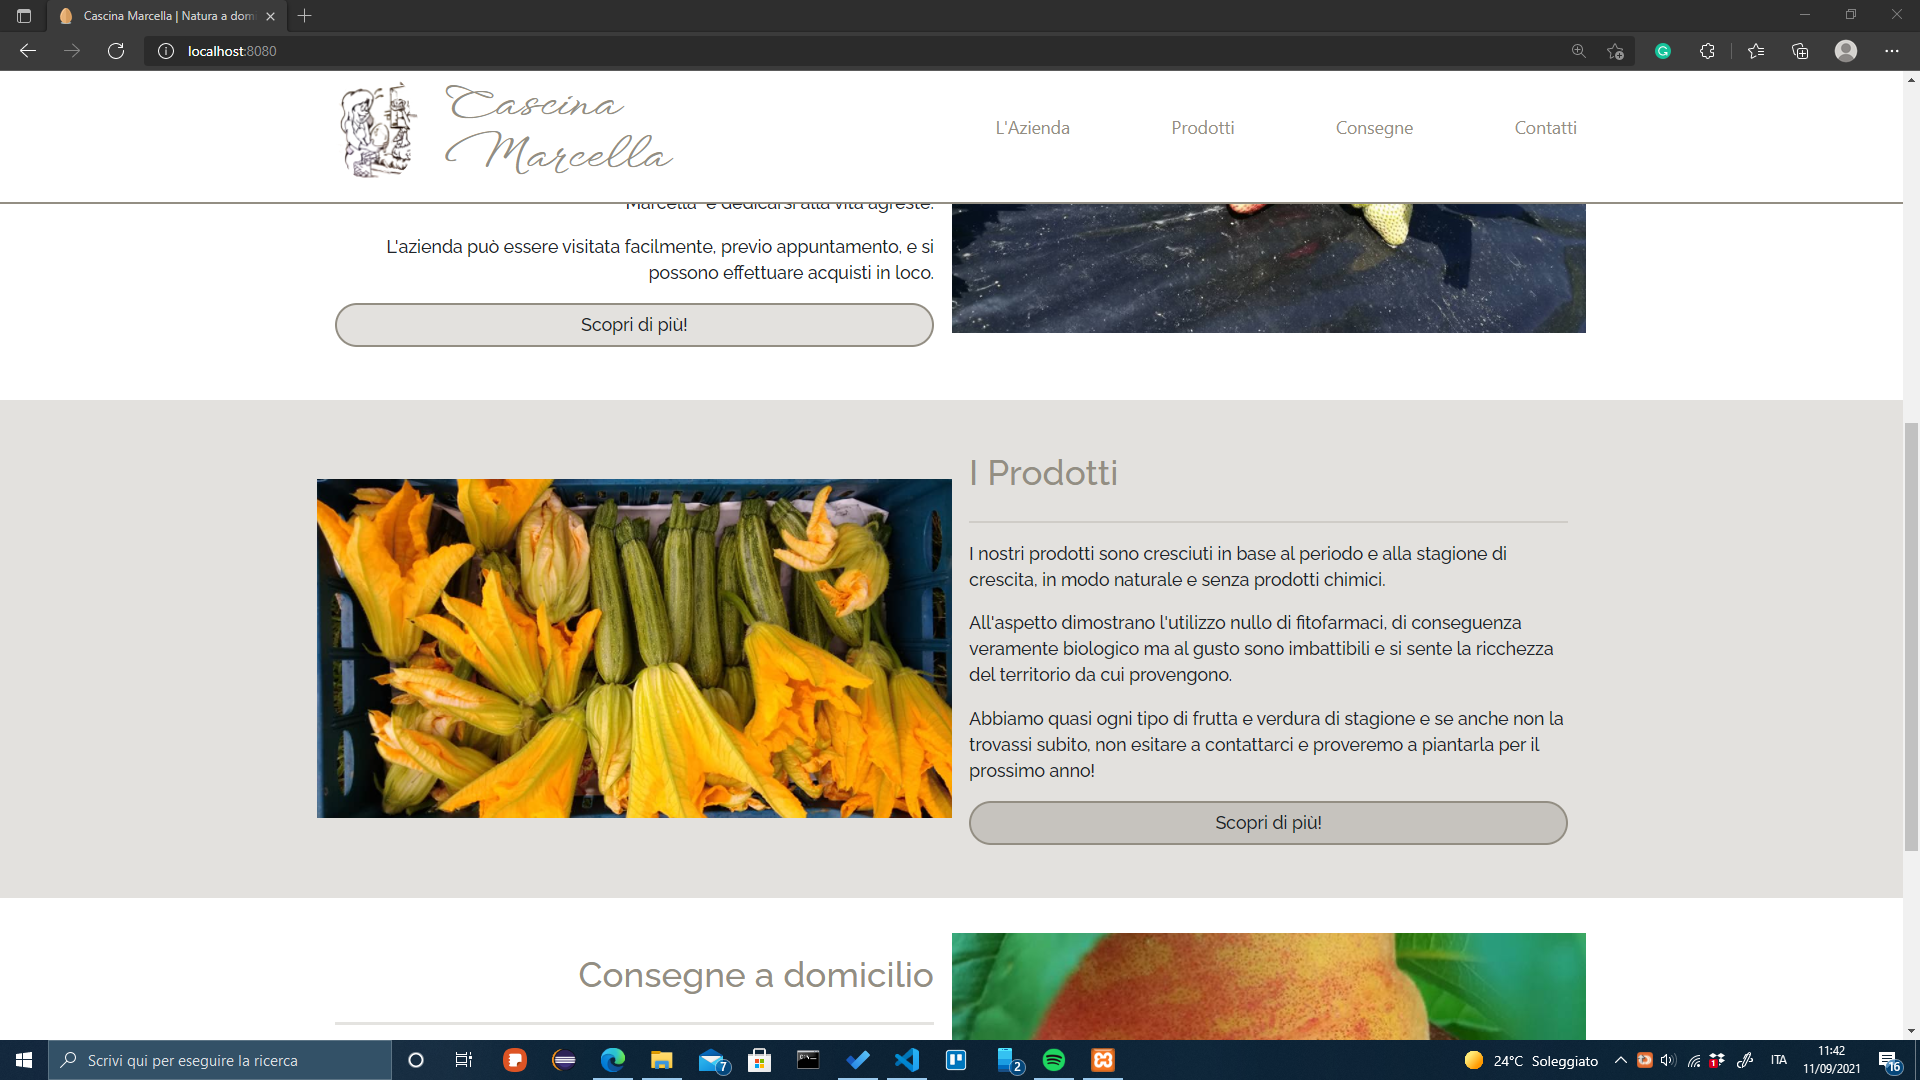 Cascina Marcella | Natura a dom
localhost:8080
Cascina
Marcella
L'Azienda
Prodotti
Consegne
Contatti
Marcella" e dedicarsi alla vita agreste.
L'azienda può essere visitata facilmente, previo appuntamento, e si
possono effettuare acquisti in loco.
Scopri di più!
I Prodotti
I nostri prodotti sono cresciuti in base al periodo e alla stagione di
crescita, in modo naturale e senza prodotti chimici.
All'aspetto dimostrano l'utilizzo nullo di fitofarmaci, di conseguenza
veramente biologico ma al gusto sono imbattibili e si sente la ricchezza
del territorio da cui provengono.
Abbiamo quasi ogni tipo di frutta e verdura di stagione e se anche non la
trovassi subito, non esitare a contattarci e proveremo a piantarla per il
prossimo anno!
Scopri di più!
Consegne a domicilio
Scrivi qui per eseguire la ricerca
7
2
24°C Soleggiato
1
ITA
11:42
11/09/2021
16